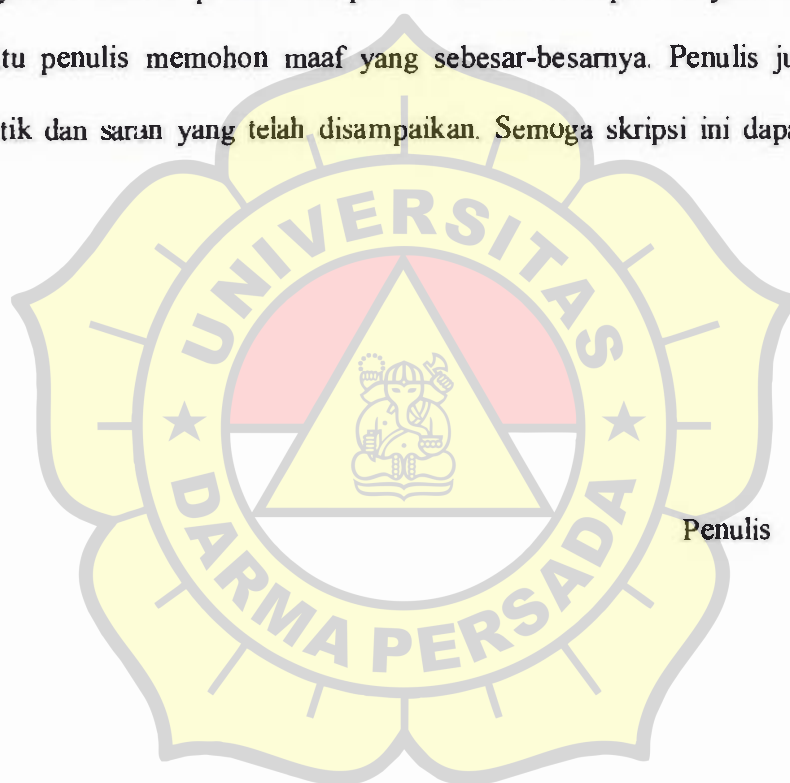 tu penulis memohon maaf yang sebesar-besarnya. Penulis ju
tik dan saran yang telah disampaikan. Semoga skripsi ini dapa
UNIVERSITAS
DARMA PERSADA
Penulis